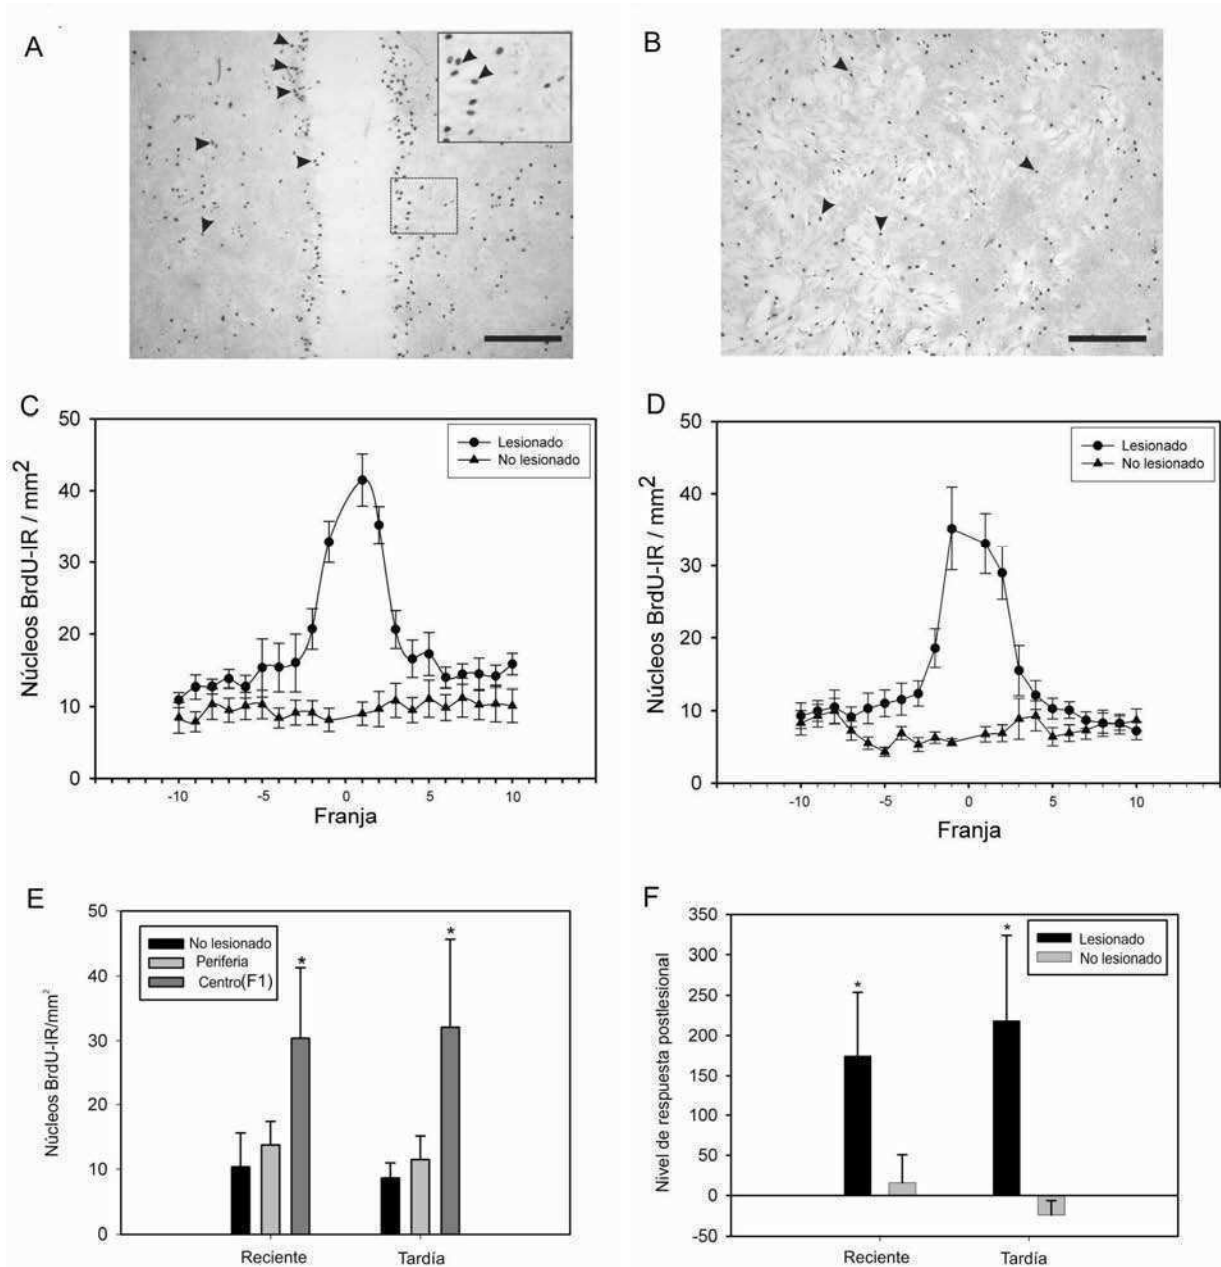 A
B
C
50
40
30
20
10
0
Núcleos BrdU-IR / mm²
Lesionado
No lesionado
-10 -5 0 5 10
Franja
D
50
40
30
20
10
0
Núcleos BrdU-IR / mm²
Lesionado
No lesionado
-10 -5 0 5 10
Franja
E
50
40
30
20
10
0
Núcleos BrdU-IR/mm²
No lesionado
Periferia
Centro(F1)
*
*
Reciente Tardía
F
350
300
250
200
150
100
50
0
-50
Nivel de respuesta postlesional
Lesionado
No lesionado
*
*
Reciente Tardía